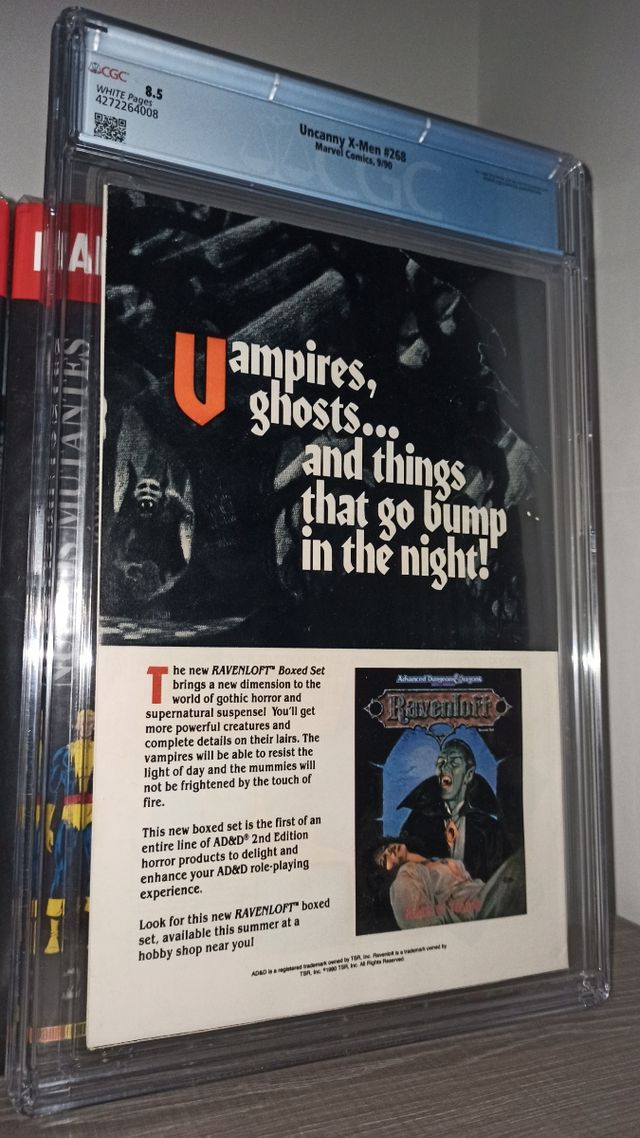 CGC 8.5
WHITE Pages
4272264008
Uncanny X-Men #268
Marvel Comics, 9/90
CGC
MUTANTES
Vampires,
ghosts...
and things
that go bump
in the night!
The new RAVENLOFT™ Boxed Set
brings a new dimension to the
world of gothic horror and
supernatural suspense! You'll get
more powerful creatures and
complete details on their lairs. The
vampires will be able to resist the
light of day and the mummies will
not be frightened by the touch of
fire.
This new boxed set is the first of an
entire line of AD&D® 2nd Edition
horror products to delight and
enhance your AD&D role-playing
experience.
Look for this new RAVENLOFT™ boxed
set, available this summer at a
hobby shop near you!
Advanced Dungeons & Dragons
Ravenloft
AD&D is a registered trademark owned by TSR, Inc. Ravenloft is a trademark owned by
TSR, Inc. ©1990 TSR, Inc. All Rights Reserved.